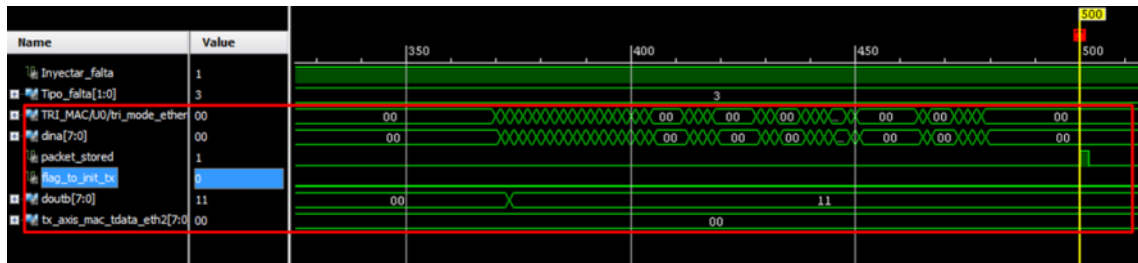 500
Name Value 350 400 450 500
Inyectar_falta 1
Tipo_falta[1:0] 3 3
TRI_MAC/U0/tri_mode_ether 00 00 00 00 00 _ 00 00 00
dina[7:0] 00 00 00 00 00 _ 00 00 00
packet_stored 1
flag_to_init_tx 0
doutb[7:0] 11 00 11
tx_axis_mac_tdata_eth2[7:0 00 00